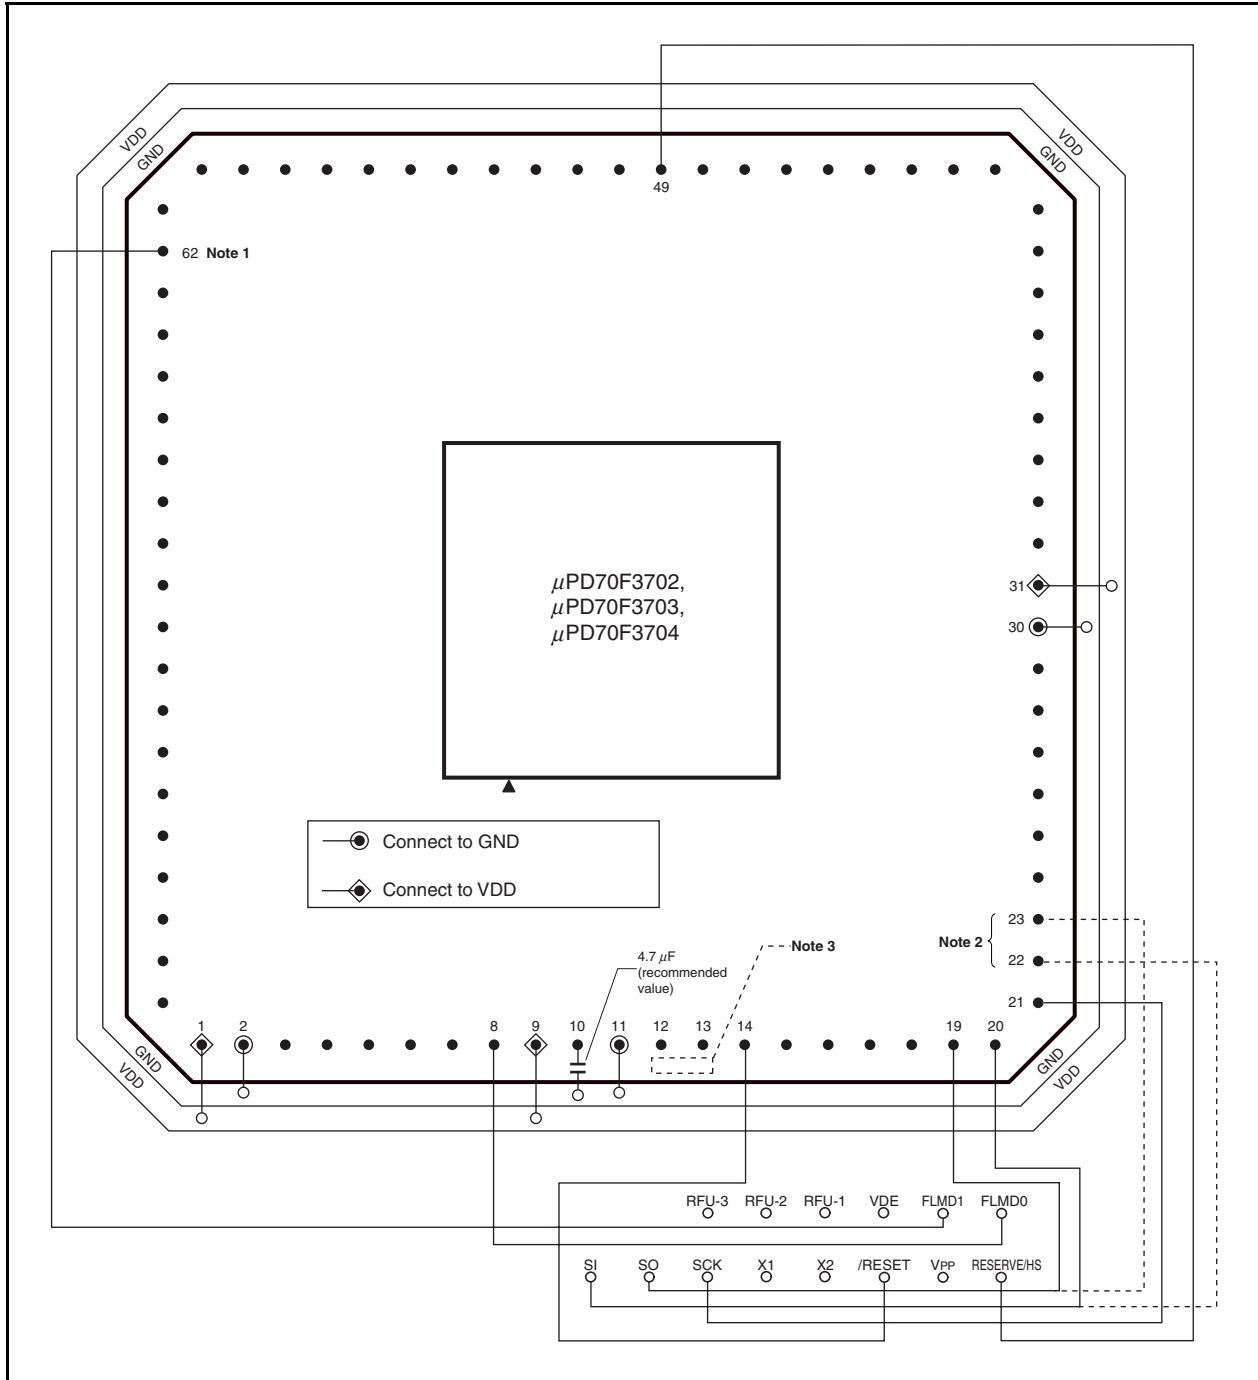 49
VDD
GND
VDD
GND
62 Note 1
31
30
μPD70F3702,
μPD70F3703,
μPD70F3704
Connect to GND
Connect to VDD
23
Note 2
22
21
Note 3
4.7 μF
(recommended
value)
1 2 8 9 10 11 12 13 14 19 20
GND
VDD
GND
VDD
RFU-3 RFU-2 RFU-1 VDE FLMD1 FLMD0
SI SO SCK X1 X2 /RESET VPP RESERVE/HS